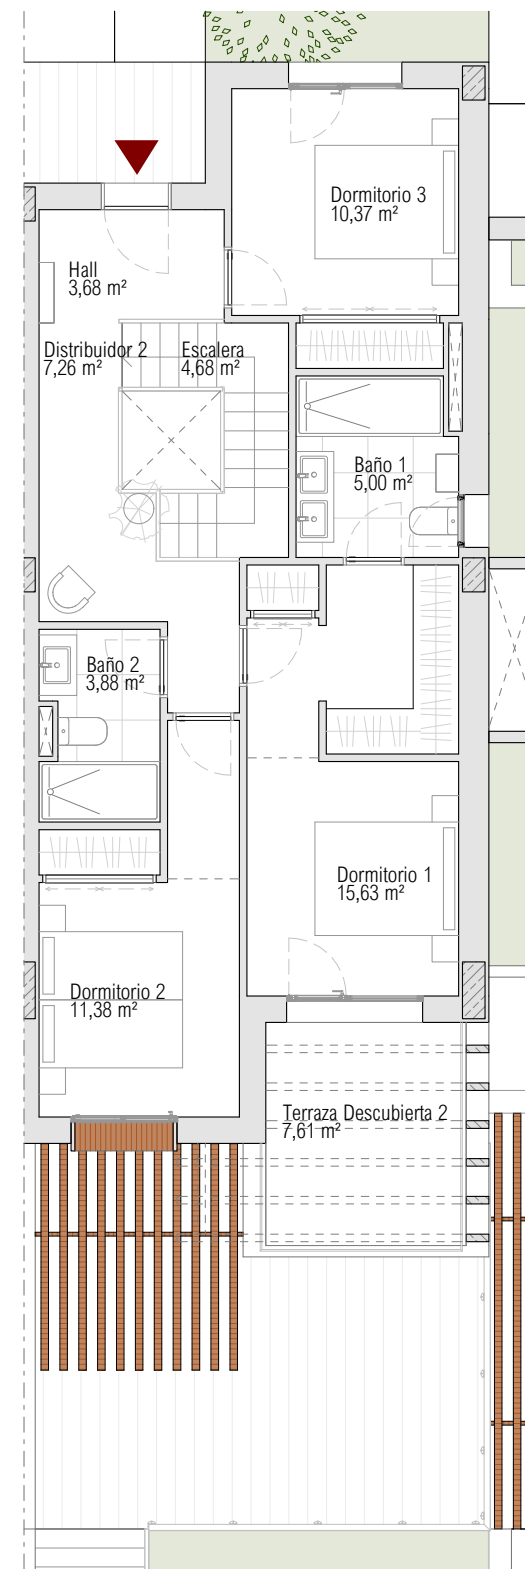 Dormitorio 3
10,37 m²
Hall
3,68 m²
Distribuidor 2
7,26 m²
Escalera
4,68 m²
Baño 1
5,00 m²
Baño 2
3,88 m²
Dormitorio 1
15,63 m²
Dormitorio 2
11,38 m²
Terraza Descubierta 2
7,61 m²